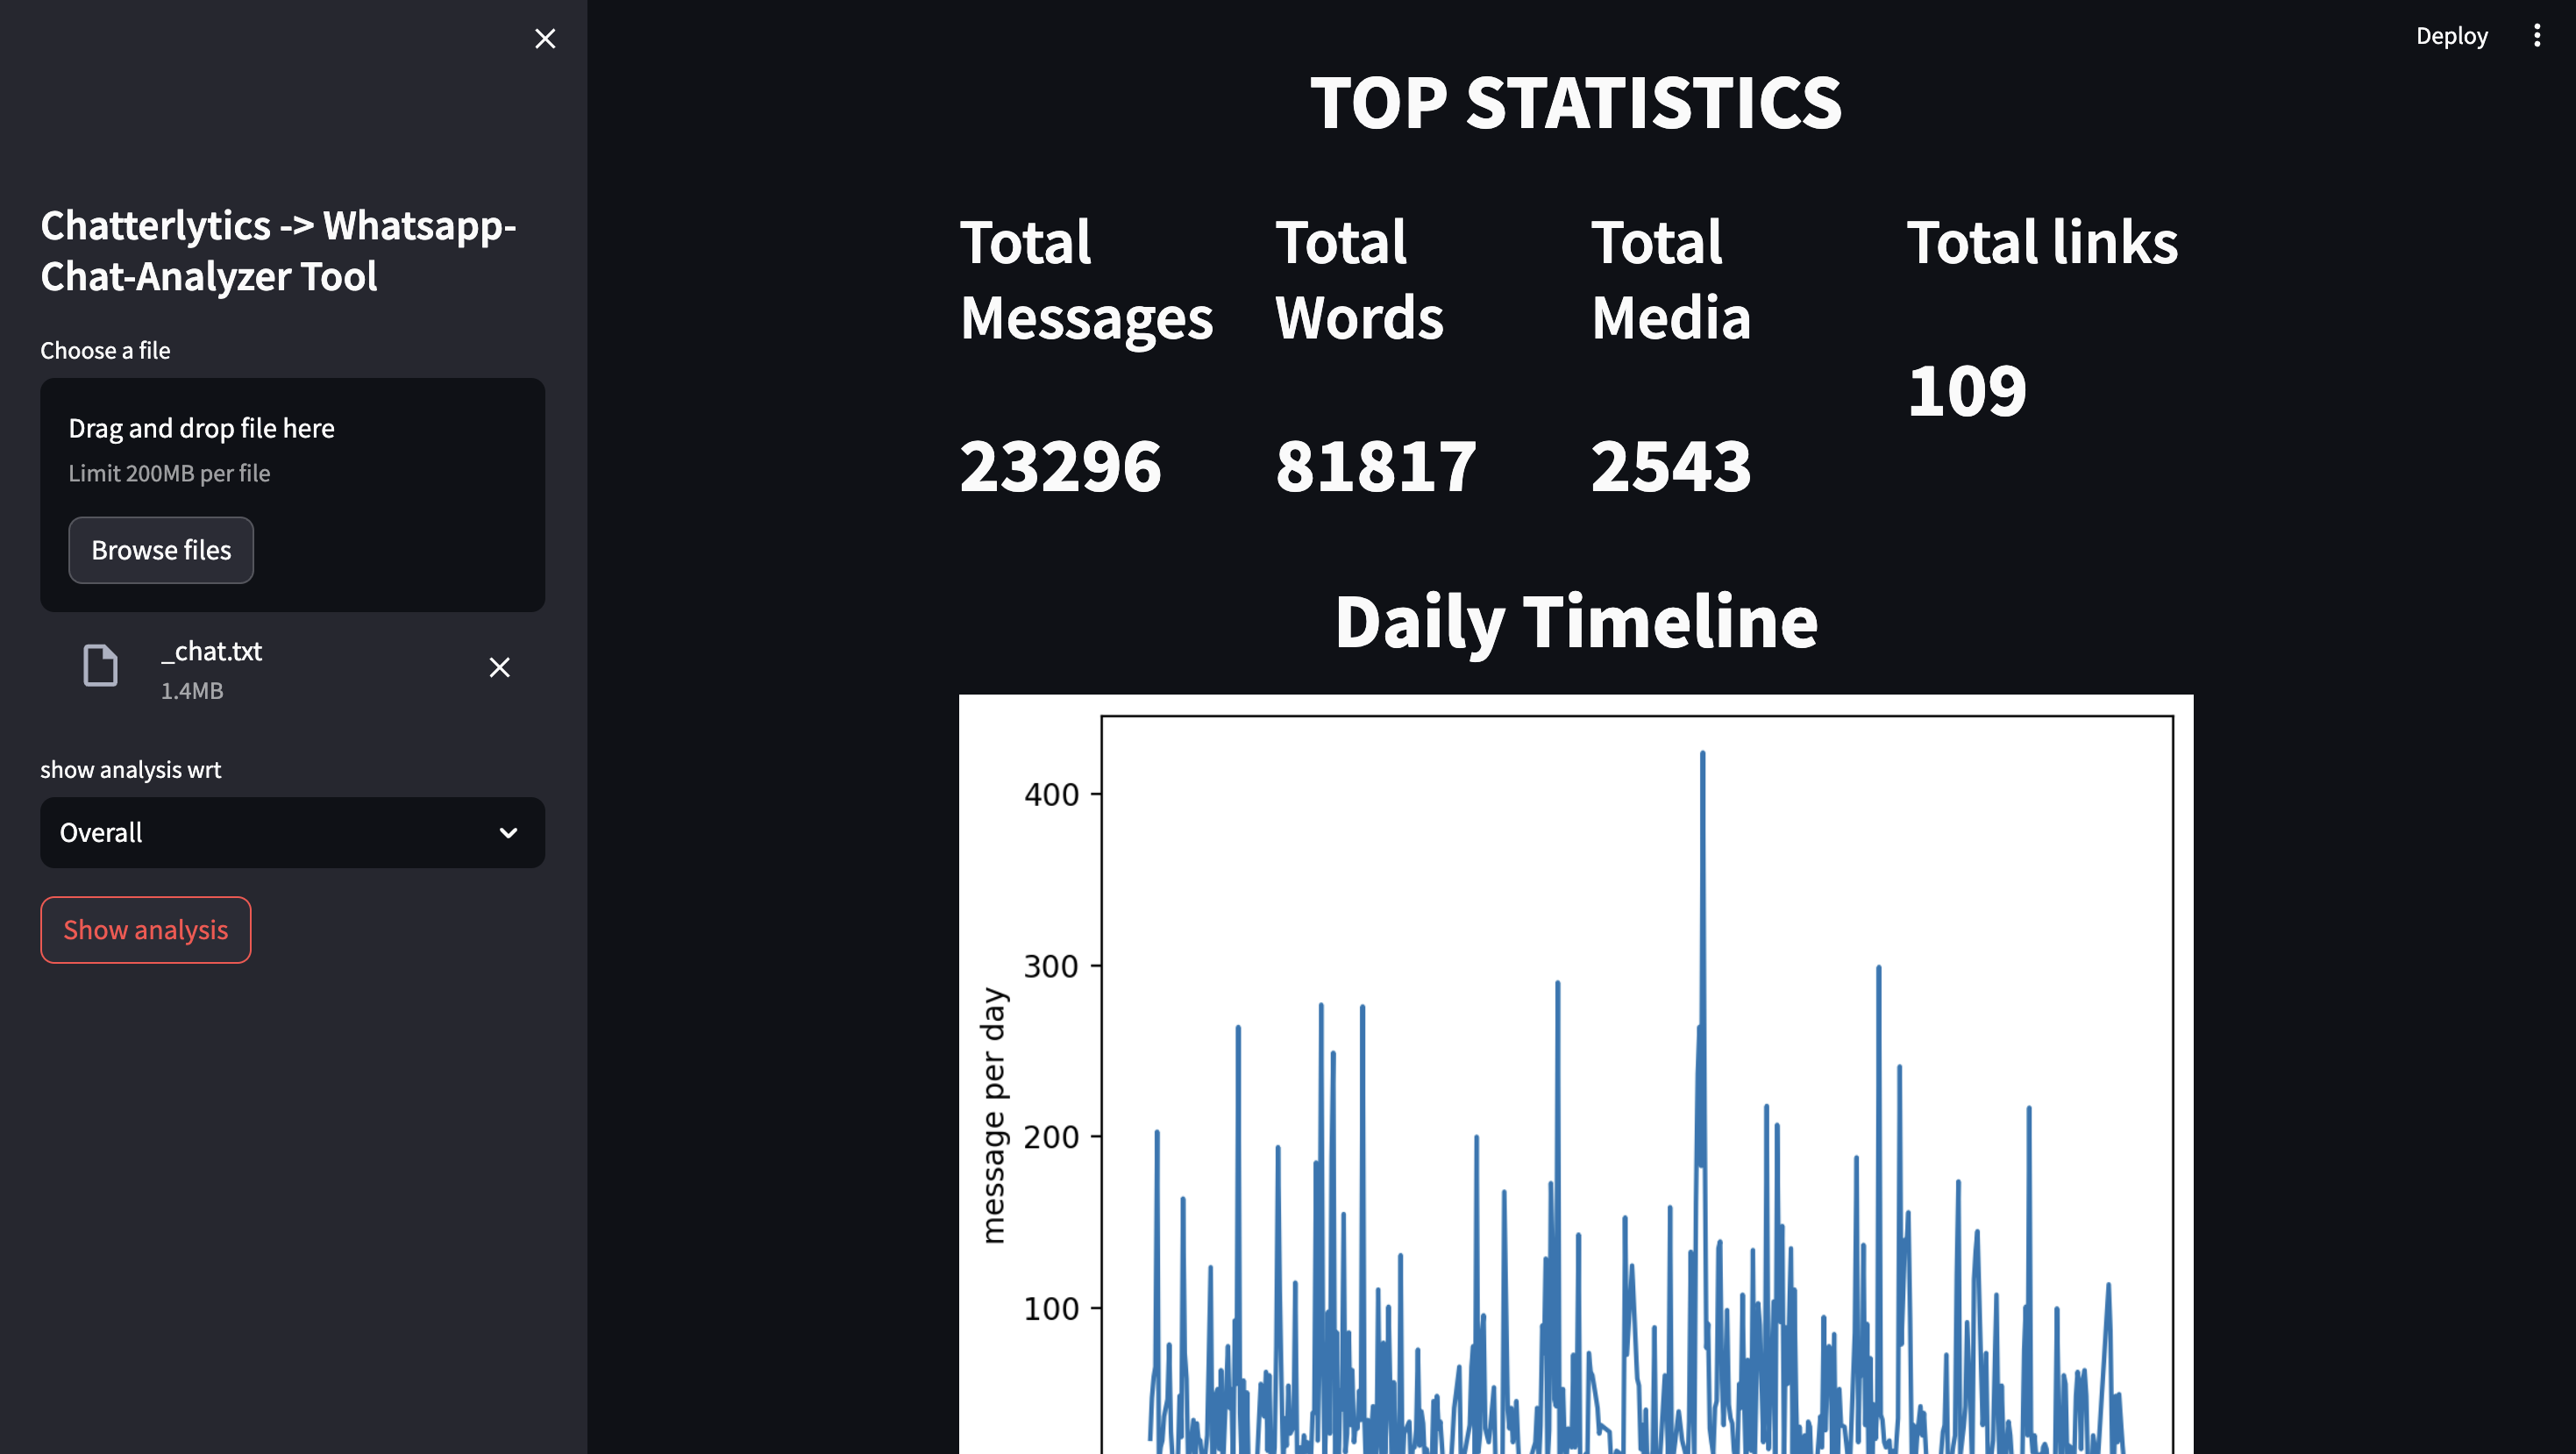 Deploy
TOP STATISTICS
Chatterlytics -> Whatsapp-
Chat-Analyzer Tool
Choose a file
Drag and drop file here
Limit 200MB per file
Browse files
_chat.txt
1.4MB
show analysis wrt
Overall
Show analysis
Total
Messages
23296
Total
Words
81817
Total
Media
2543
Total links
109
Daily Timeline
message per day
400
300
200
100